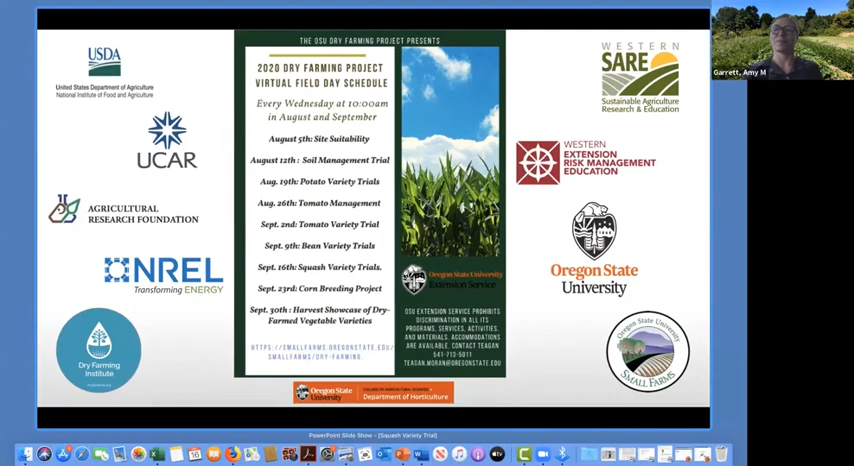 THE OSU DRY FARMING PROJECT PRESENTS
2020 DRY FARMING PROJECT
VIRTUAL FIELD DAY SCHEDULE
Every Wednesday at 10:00am
in August and September
August 5th: Site Suitability
August 12th : Soil Management Trial
Aug. 19th: Potato Variety Trials
Aug. 26th: Tomato Management
Sept. 2nd: Tomato Variety Trial
Sept. 9th: Bean Variety Trials
Sept. 16th: Squash Variety Trials.
Sept. 23rd: Corn Breeding Project
Sept. 30th : Harvest Showcase of Dry-
Farmed Vegetable Varieties
HTTPS://SMALLFARMS.OREGONSTATE.EDU/
SMALLFARMS/DRY-FARMING.
Oregon State University
Extension Service
OSU EXTENSION SERVICE PROHIBITS
DISCRIMINATION IN ALL ITS
PROGRAMS, SERVICES, ACTIVITIES,
AND MATERIALS. ACCOMMODATIONS
ARE AVAILABLE. CONTACT TEAGAN
541-713-5011
TEAGAN.MORAN@OREGONSTATE.EDU
USDA
United States Department of Agriculture
National Institute of Food and Agriculture
UCAR
AGRICULTURAL
RESEARCH FOUNDATION
NREL
Transforming ENERGY
Dry Farming
Institute
WESTERN
SARE
Sustainable Agriculture
Research & Education
WESTERN
EXTENSION
RISK MANAGEMENT
EDUCATION
Oregon State
University
Oregon State University
SMALL FARMS
Oregon State
University
COLLEGE OF AGRICULTURAL SCIENCES
Department of Horticulture
Garrett, Amy M
PowerPoint Slide Show - [Squash Variety Trial]
16
tv